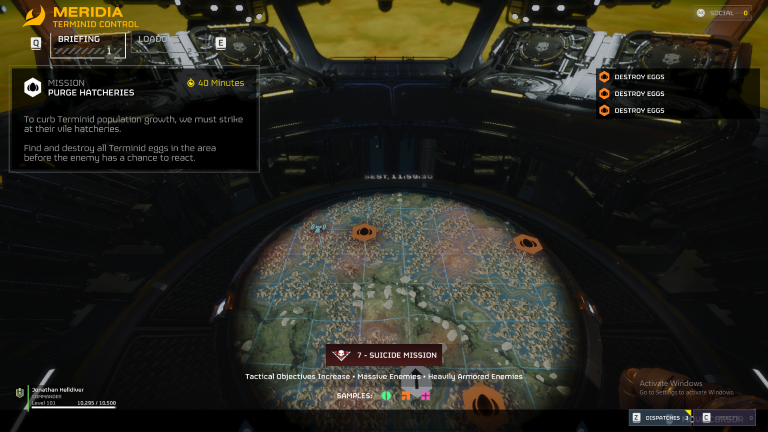 MERIDIA
TERMINID CONTROL
SOCIAL 0
Q BRIEFING 1
2 E
MISSION
PURGE HATCHERIES
40 Minutes
To curb Terminid population growth, we must strike
at their vile hatcheries.
Find and destroy all Terminid eggs in the area
before the enemy has a chance to react.
DESTROY EGGS
DESTROY EGGS
DESTROY EGGS
7 - SUICIDE MISSION
Tactical Objectives Increase • Massive Enemies • Heavily Armored Enemies
SAMPLES:
Jonathan Helldiver
COMMANDER
Level 101 10,295 / 10,500
Activate Windows
Go to Settings to activate Windows.
Z DISPATCHES 3 C